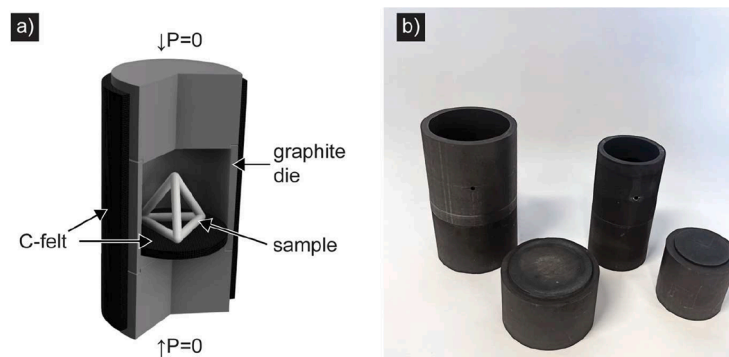 a)
↓P=0
graphite
die
C-felt
sample
↑P=0
b)